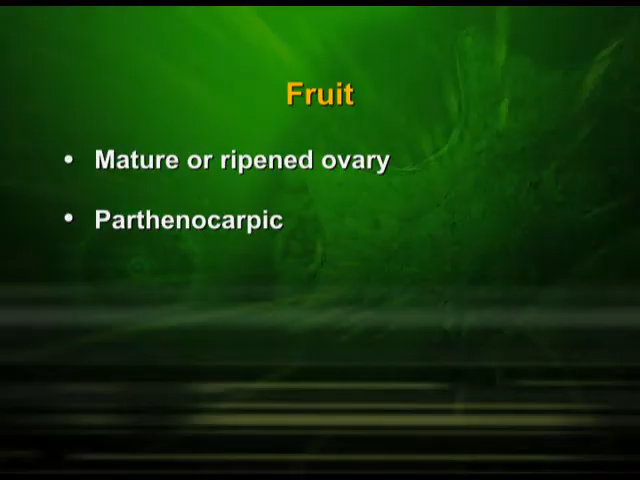 Fruit
• Mature or ripened ovary
• Parthenocarpic